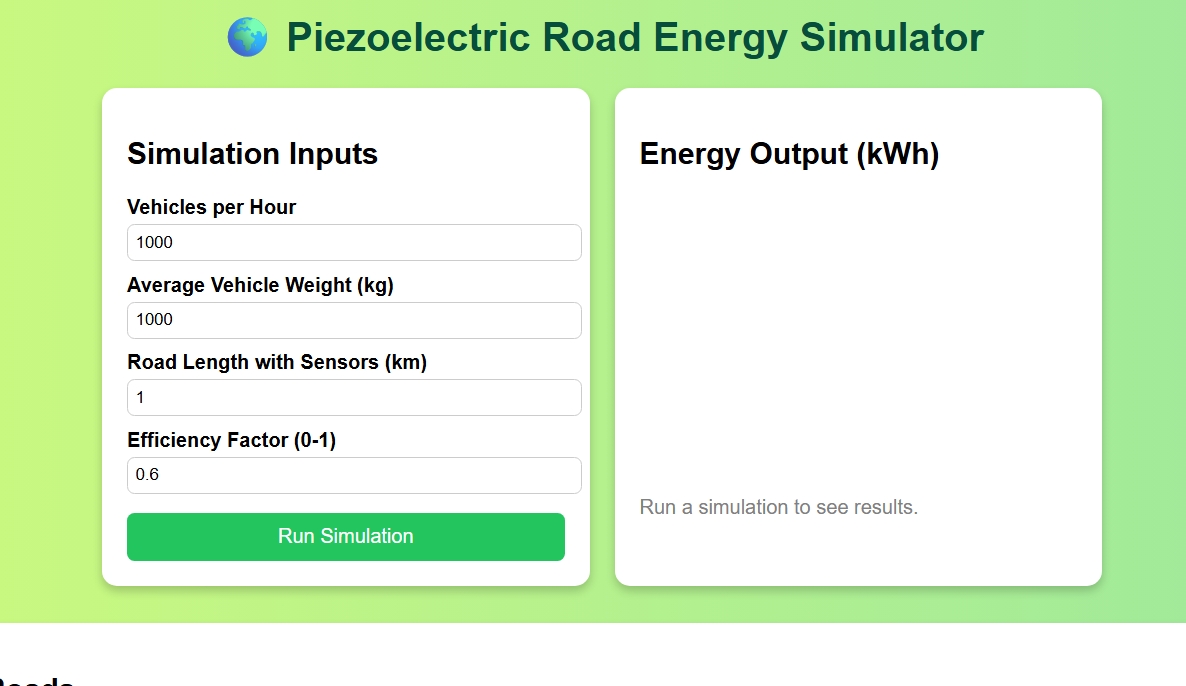 Piezoelectric Road Energy Simulator
Simulation Inputs
Vehicles per Hour
1000
Average Vehicle Weight (kg)
1000
Road Length with Sensors (km)
1
Efficiency Factor (0-1)
0.6
Run Simulation
Energy Output (kWh)
Run a simulation to see results.